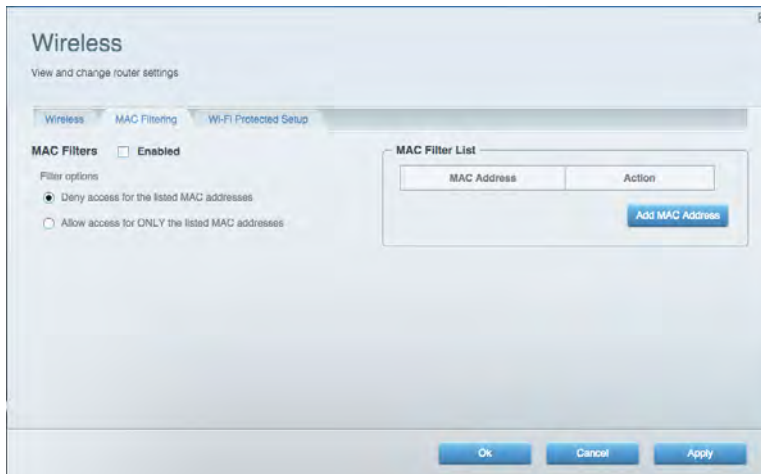 Wireless
View and change router settings
Wireless
MAC Filtering
Wi-Fi Protected Setup
MAC Filters
Enabled
Filter options
Deny access for the listed MAC addresses
Allow access for ONLY the listed MAC addresses
MAC Filter List
MAC Address
Action
Add MAC Address
Ok
Cancel
Apply